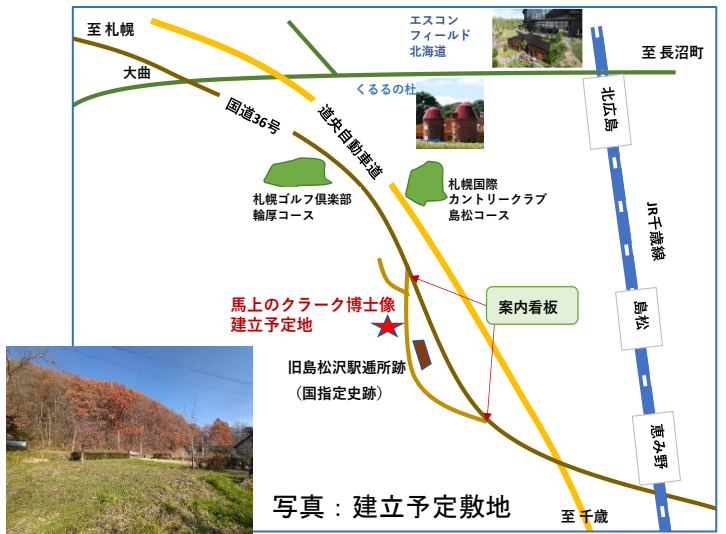 至 札幌
エスコン
フィールド
北海道
至 長沼町
大曲
くるるの杜
北広島
国道36号
道央自動車道
札幌ゴルフ倶楽部
輪厚コース
札幌国際
カントリークラブ
島松コース
JR千歳線
馬上のクラーク博士像
建立予定地
案内看板
島松
旧島松沢駅逓所跡
（国指定史跡）
恵み野
写真：建立予定敷地
至 千歳